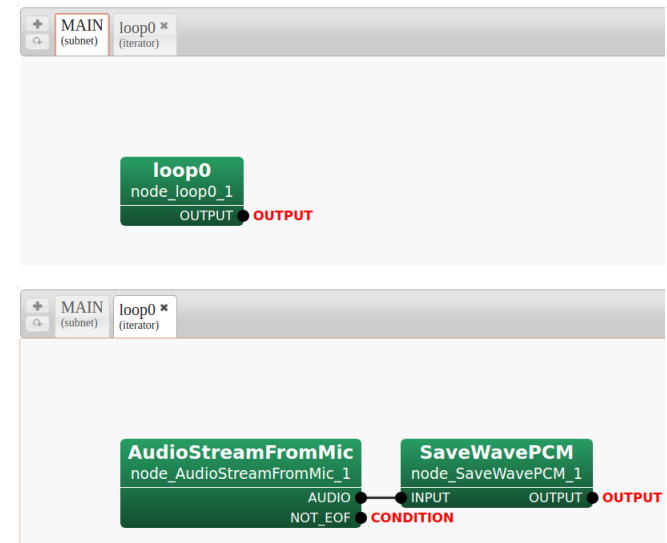 MAIN
(subnet)
loop0
(iterator)
loop0
node_loop0_1
OUTPUT OUTPUT
MAIN
(subnet)
loop0
(iterator)
AudioStreamFromMic
node_AudioStreamFromMic_1
AUDIO
NOT_EOF CONDITION
SaveWavePCM
node_SaveWavePCM_1
INPUT OUTPUT OUTPUT